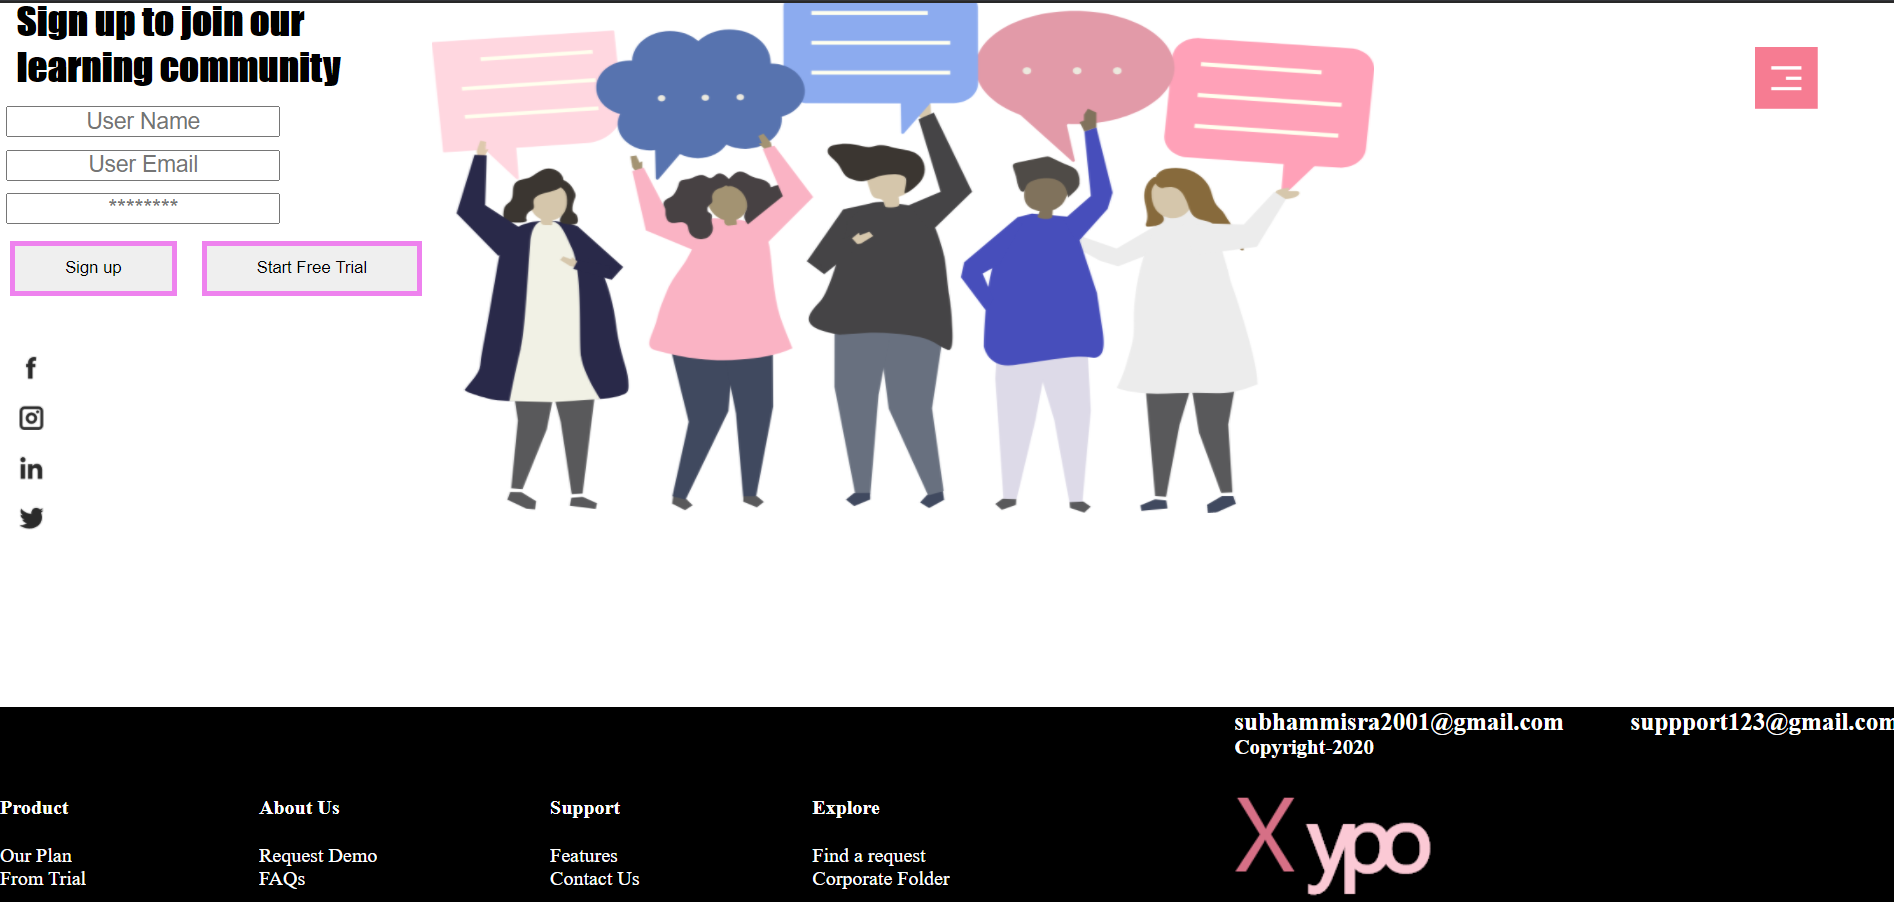 Sign up to join our
learning community
User Name
User Email
********
Sign up
Start Free Trial
f
in
subhammisra2001@gmail.com
suppport123@gmail.com
Copyright-2020
Product
About Us
Support
Explore
Our Plan
Request Demo
Features
Find a request
From Trial
FAQs
Contact Us
Corporate Folder
Xypo